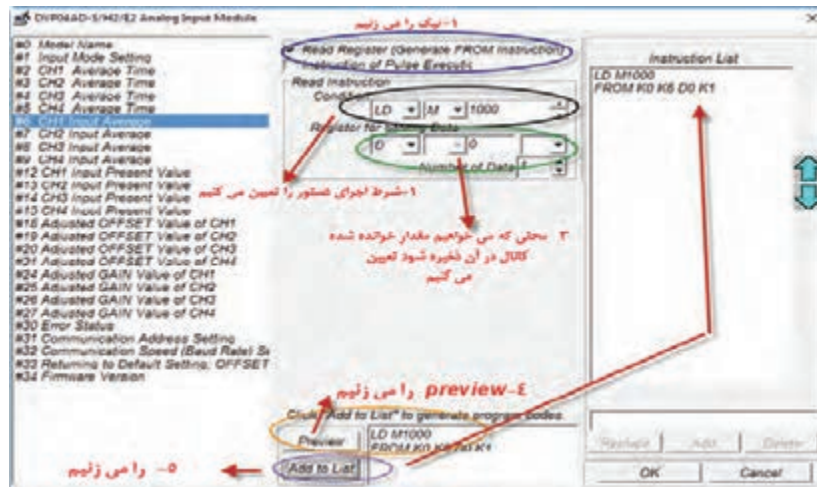 DVP04AD-S/H2/E2 Analog Input Module
#0 Model Name
#1 Input Mode Setting
#2 CH1 Average Time
#3 CH2 Average Time
#4 CH3 Average Time
#5 CH4 Average Time
#6 CH1 Input Average
#7 CH2 Input Average
#8 CH3 Input Average
#9 CH4 Input Average
#12 CH1 Input Present Value
#13 CH2 Input Present Value
#14 CH3 Input Present Value
#15 CH4 Input Present Value
#18 Adjusted OFFSET Value of CH1
#19 Adjusted OFFSET Value of CH2
#20 Adjusted OFFSET Value of CH3
#21 Adjusted OFFSET Value of CH4
#24 Adjusted GAIN Value of CH1
#25 Adjusted GAIN Value of CH2
#26 Adjusted GAIN Value of CH3
#27 Adjusted GAIN Value of CH4
#30 Error Status
#31 Communication Address Setting
#32 Communication Speed (Baud Rate) Se
#33 Returning to Default Setting; OFFSET
#34 Firmware Version
۱-تیک را می زنیم
Read Register (Generate FROM Instruction)
Instruction of Pulse Executi
Read Instruction
Condition
LD M 1000
Register for Storing Data
D - 0
Number of Data 1
۱-شرط اجرای دستور را تعیین می کنیم
۳ محلی که می خواهیم مقدار خوانده شده
کانال در آن ذخیره شود تعیین
می کنیم
٤-preview را می زنیم
Click "Add to List" to generate program codes.
Preview
LD M1000
FROM K0 K6 D0 K1
Add to List
۵- را می زنیم
Instruction List
LD M1000
FROM K0 K6 D0 K1
Replace Add Delete
OK Cancel